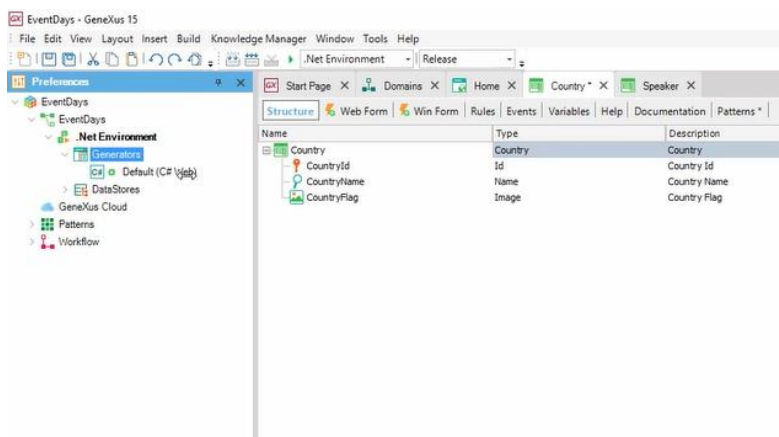 GX EventDays - GeneXus 15
File Edit View Layout Insert Build Knowledge Manager Window Tools Help
.Net Environment Release
Preferences
GX Start Page Domains Home Country * Speaker
Structure Web Form Win Form Rules Events Variables Help Documentation Patterns *
EventDays
EventDays
.Net Environment
Generators
C# Default (C# Web)
DataStores
GeneXus Cloud
Patterns
Workflow
Name Type Description
Country Country Country
CountryId Id Country Id
CountryName Name Country Name
CountryFlag Image Country Flag